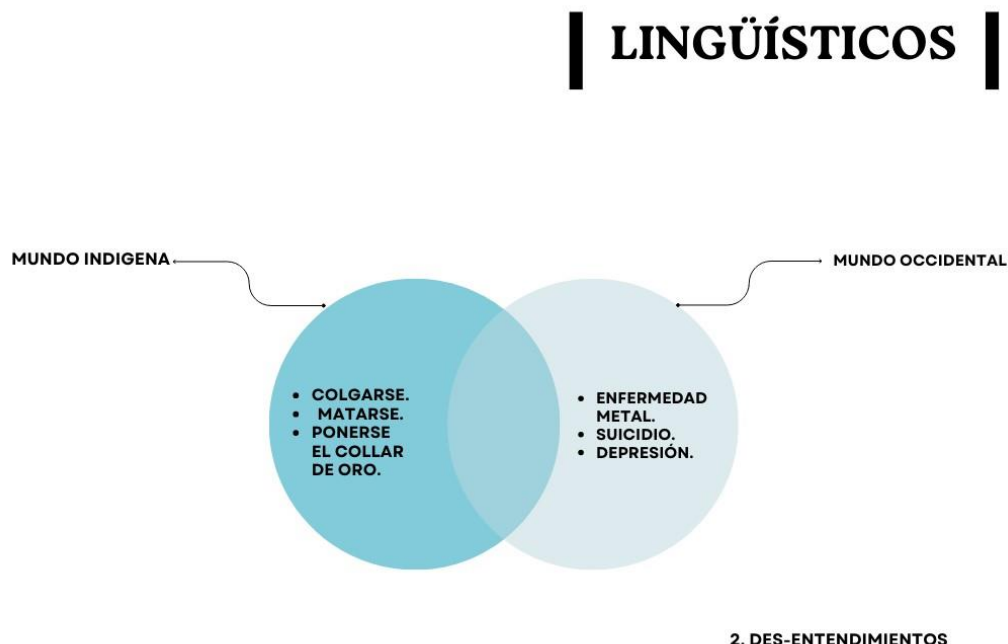 LINGÜÍSTICOS
MUNDO INDIGENA
MUNDO OCCIDENTAL
• COLGARSE.
• MATARSE.
• PONERSE
EL COLLAR
DE ORO.
• ENFERMEDAD
METAL.
• SUICIDIO.
• DEPRESIÓN.
2. DES-ENTENDIMIENTOS